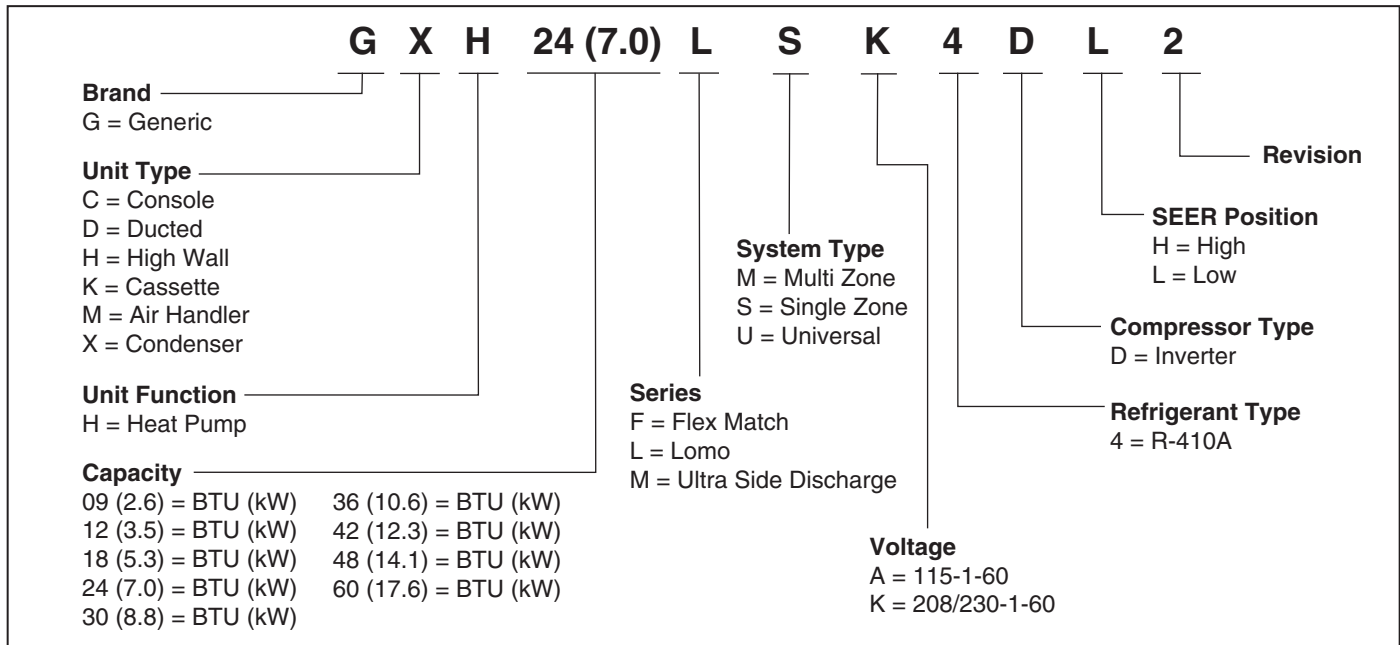 G X H 24 (7.0) L S K 4 D L 2
Brand
G = Generic
Unit Type
C = Console
D = Ducted
H = High Wall
K = Cassette
M = Air Handler
X = Condenser
Unit Function
H = Heat Pump
Capacity
09 (2.6) = BTU (kW)
12 (3.5) = BTU (kW)
18 (5.3) = BTU (kW)
24 (7.0) = BTU (kW)
30 (8.8) = BTU (kW)
36 (10.6) = BTU (kW)
42 (12.3) = BTU (kW)
48 (14.1) = BTU (kW)
60 (17.6) = BTU (kW)
Series
F = Flex Match
L = Lomo
M = Ultra Side Discharge
System Type
M = Multi Zone
S = Single Zone
U = Universal
Voltage
A = 115-1-60
K = 208/230-1-60
Refrigerant Type
4 = R-410A
Compressor Type
D = Inverter
SEER Position
H = High
L = Low
Revision